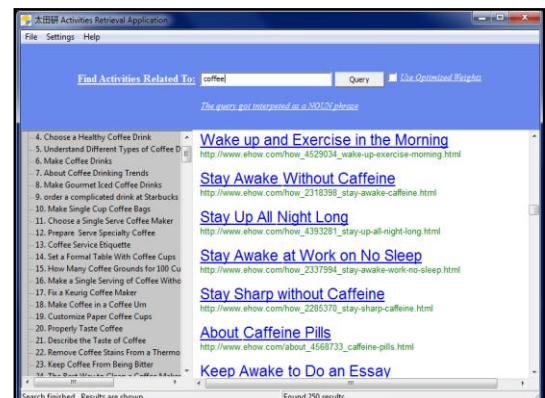 太田研 Activities Retrieval Application
File Settings Help
Find Activities Related To: coffee Query Use Optimized Weights
The query got interpreted as a NOUN phrase
4. Choose a Healthy Coffee Drink
5. Understand Different Types of Coffee D
6. Make Coffee Drinks
7. About Coffee Drinking Trends
8. Make Gourmet Iced Coffee Drinks
9. order a complicated drink at Starbucks
10. Make Single Cup Coffee Bags
11. Choose a Single Serve Coffee Maker
12. Prepare Serve Specialty Coffee
13. Coffee Service Etiquette
14. Set a Formal Table With Coffee Cups
15. How Many Coffee Grounds for 100 Cu
16. Make a Single Serving of Coffee Witho
17. Fix a Keurig Coffee Maker
18. Make Coffee in a Coffee Urn
19. Customize Paper Coffee Cups
20. Properly Taste Coffee
21. Describe the Taste of Coffee
22. Remove Coffee Stains From a Thermo
23. Keep Coffee From Being Bitter
24. The Best Way to Clean a Coffee Maker
Wake up and Exercise in the Morning
http://www.ehow.com/how_4529034_wake-up-exercise-morning.html
Stay Awake Without Caffeine
http://www.ehow.com/how_2318398_stay-awake-caffeine.html
Stay Up All Night Long
http://www.ehow.com/how_4393281_stay-up-all-night-long.html
Stay Awake at Work on No Sleep
http://www.ehow.com/how_2337994_stay-awake-work-no-sleep.html
Stay Sharp without Caffeine
http://www.ehow.com/how_2285370_stay-sharp-caffeine.html
About Caffeine Pills
http://www.ehow.com/about_4568733_caffeine-pills.html
Keep Awake to Do an Essay
Search finished. Results are shown. Found 250 results